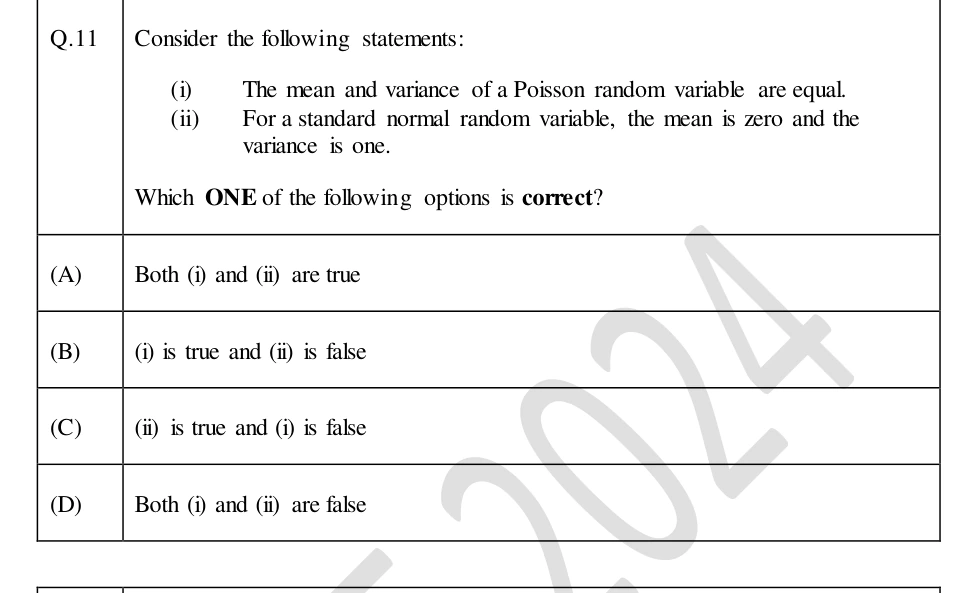 Q.11 Consider the following statements:
(i) The mean and variance of a Poisson random variable are equal.
(ii) For a standard normal random variable, the mean is zero and the
variance is one.
Which ONE of the following options is correct?
(A) Both (i) and (ii) are true
(B) (i) is true and (ii) is false
(C) (ii) is true and (i) is false
(D) Both (i) and (ii) are false
2024